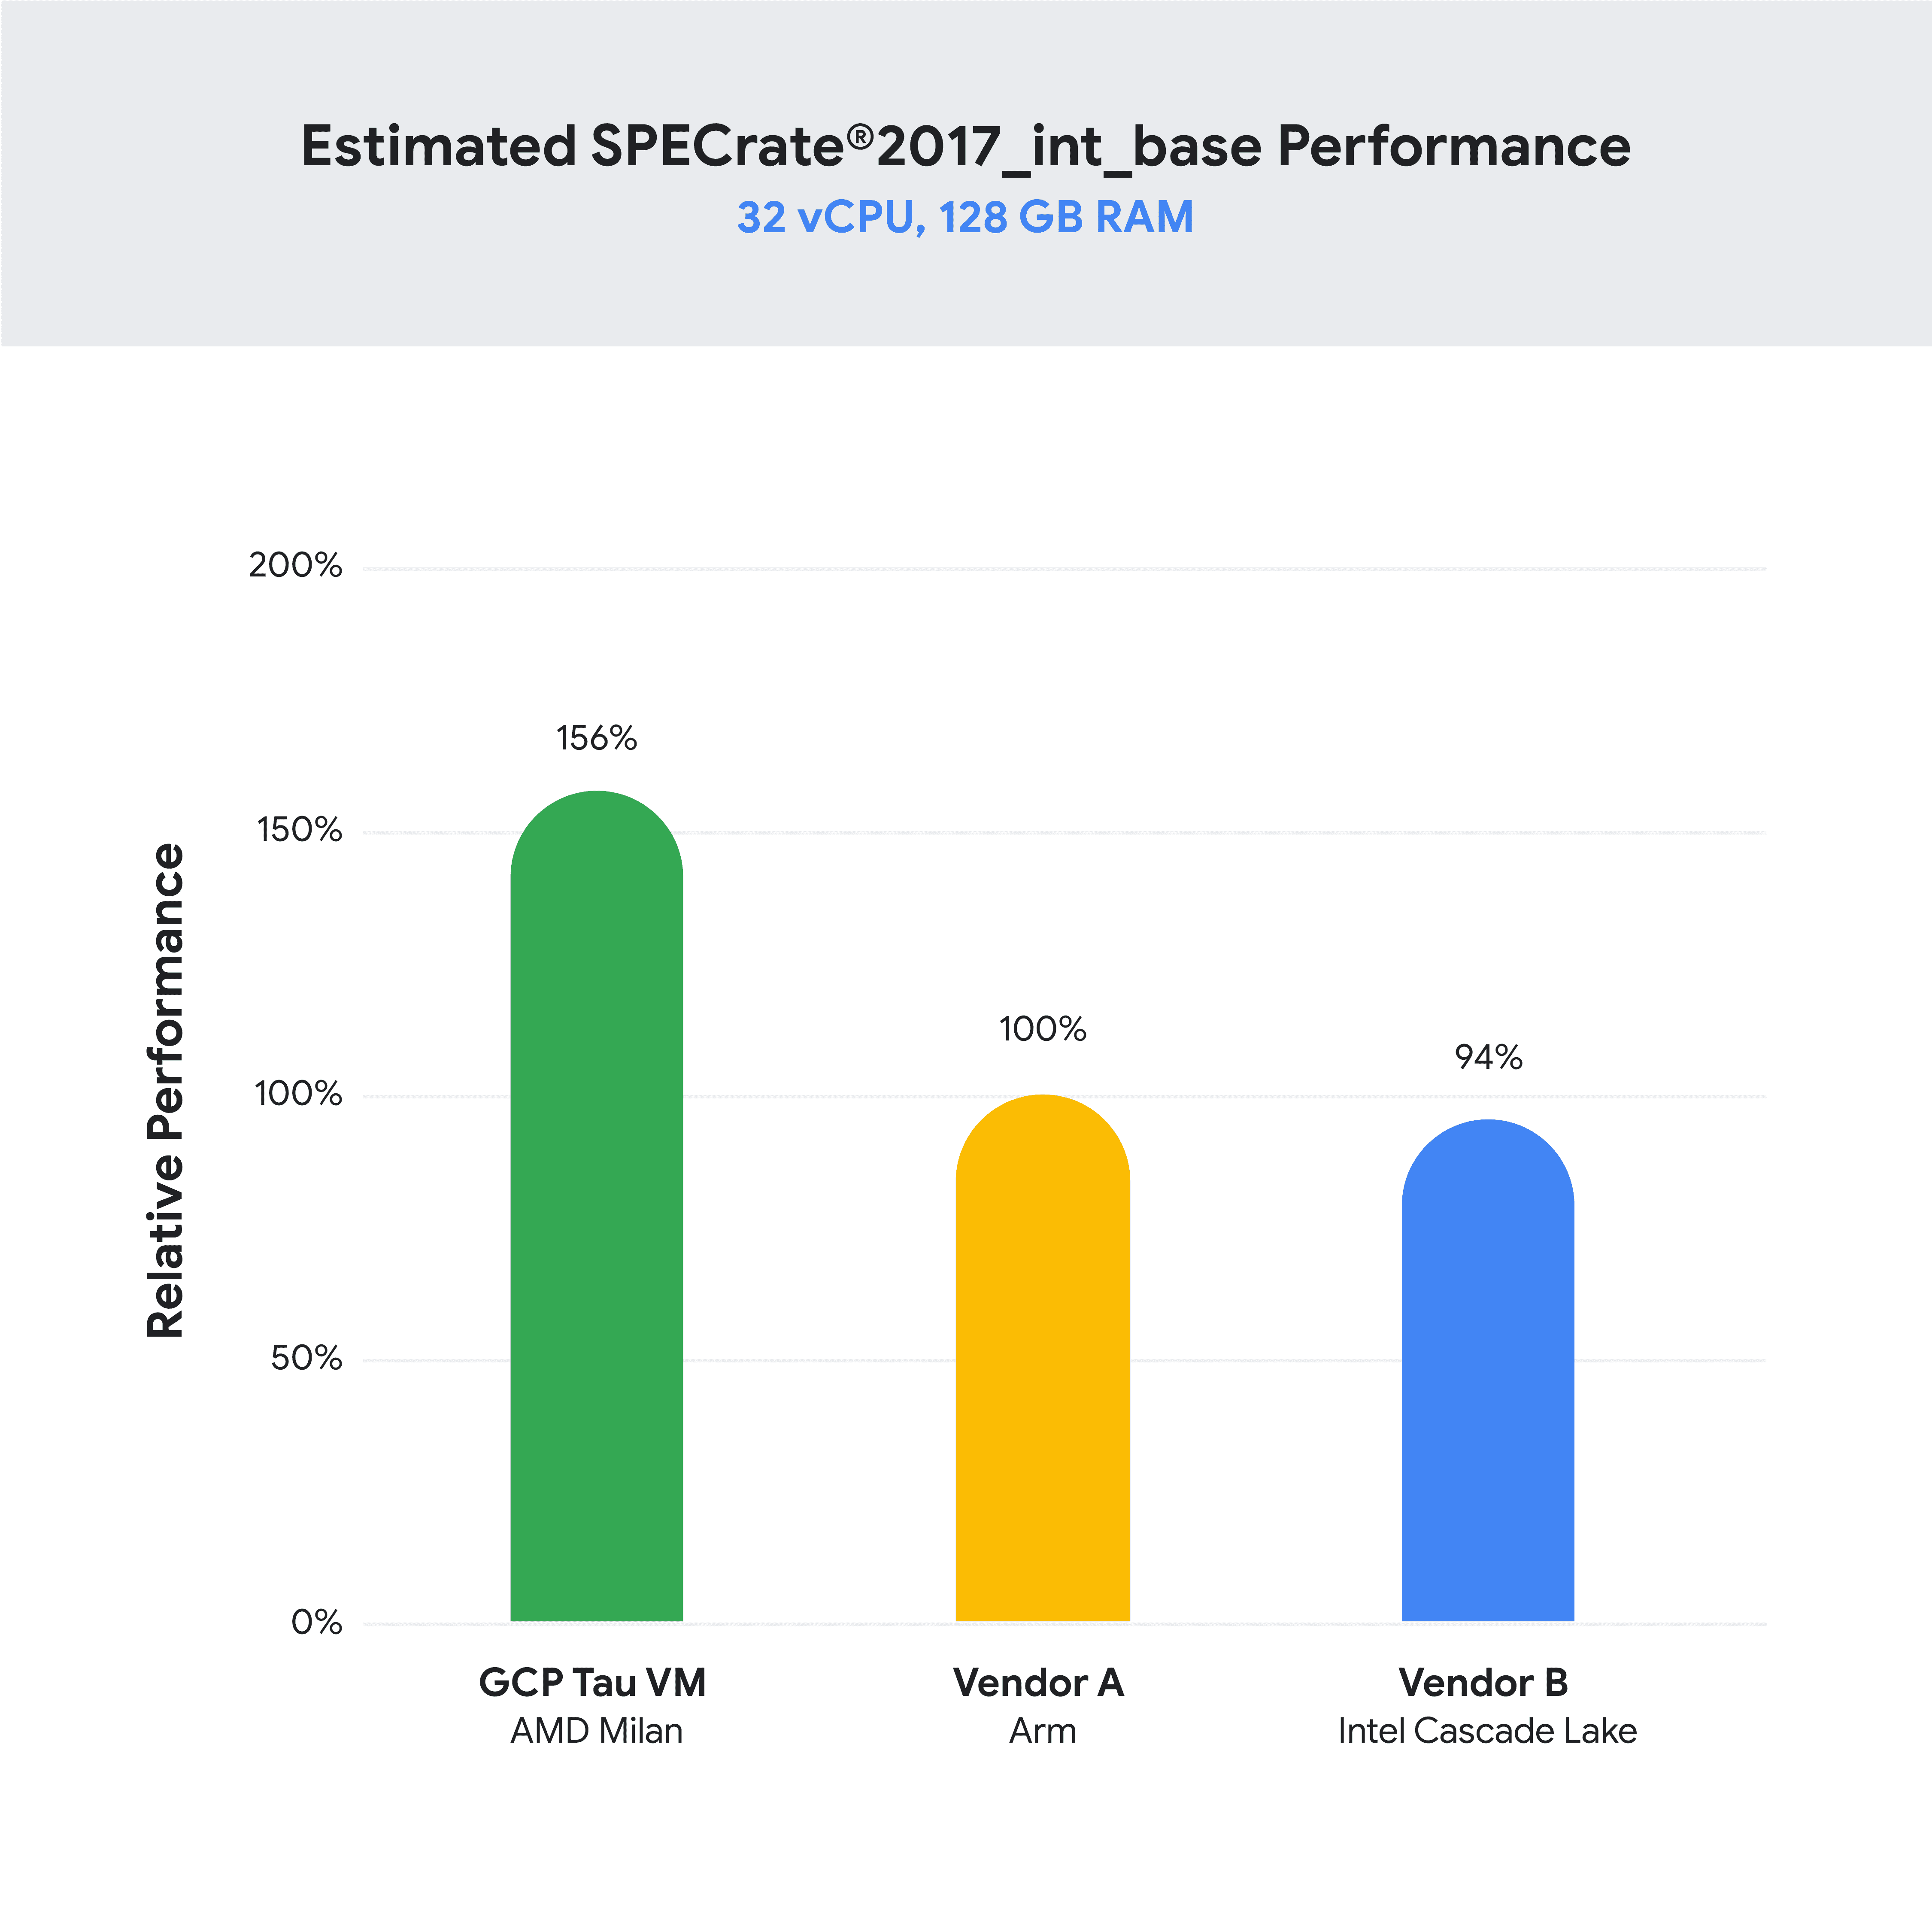 Estimated SPECrate®2017_int_base Performance
32 vCPU, 128 GB RAM
Relative Performance
200%
150%
100%
50%
0%
156%
100%
94%
GCP Tau VM
AMD Milan
Vendor A
Arm
Vendor B
Intel Cascade Lake